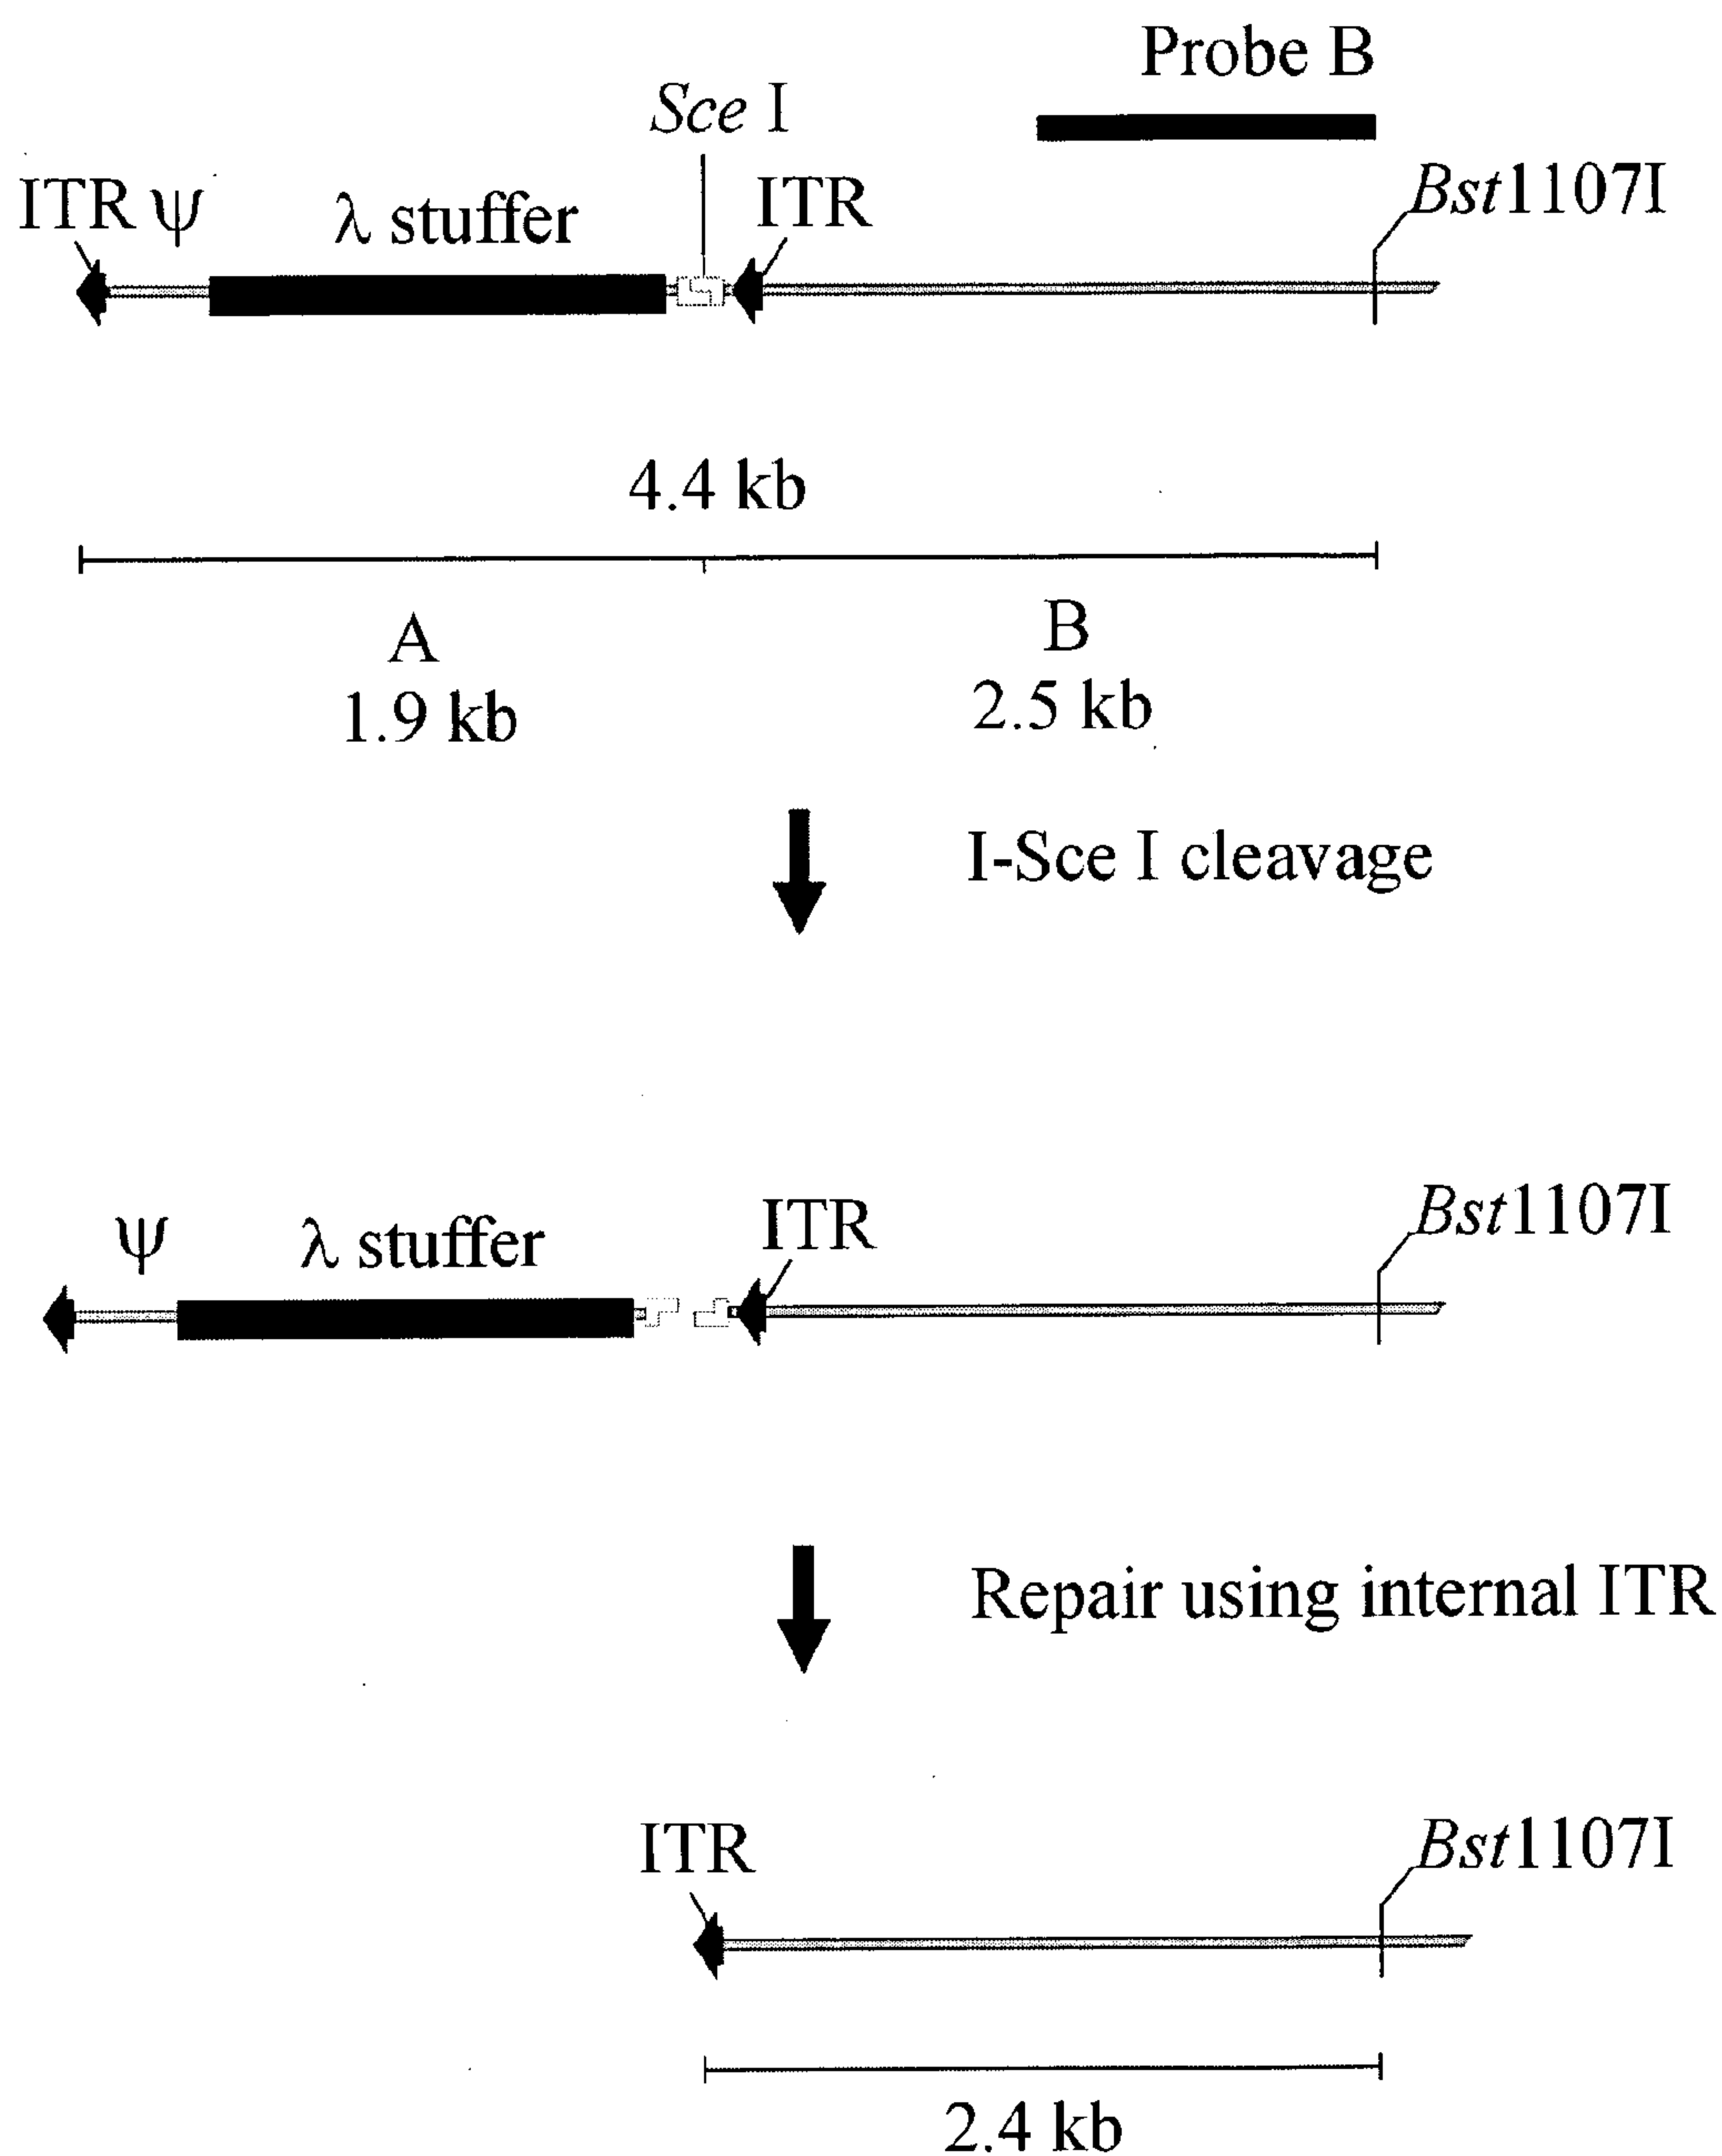 Probe B
Sce I
ITR ψ
λ stuffer
ITR
Bst1107I
4.4 kb
A
1.9 kb
B
2.5 kb
I-Sce I cleavage
ψ
λ stuffer
ITR
Bst1107I
Repair using internal ITR
ITR
Bst1107I
2.4 kb